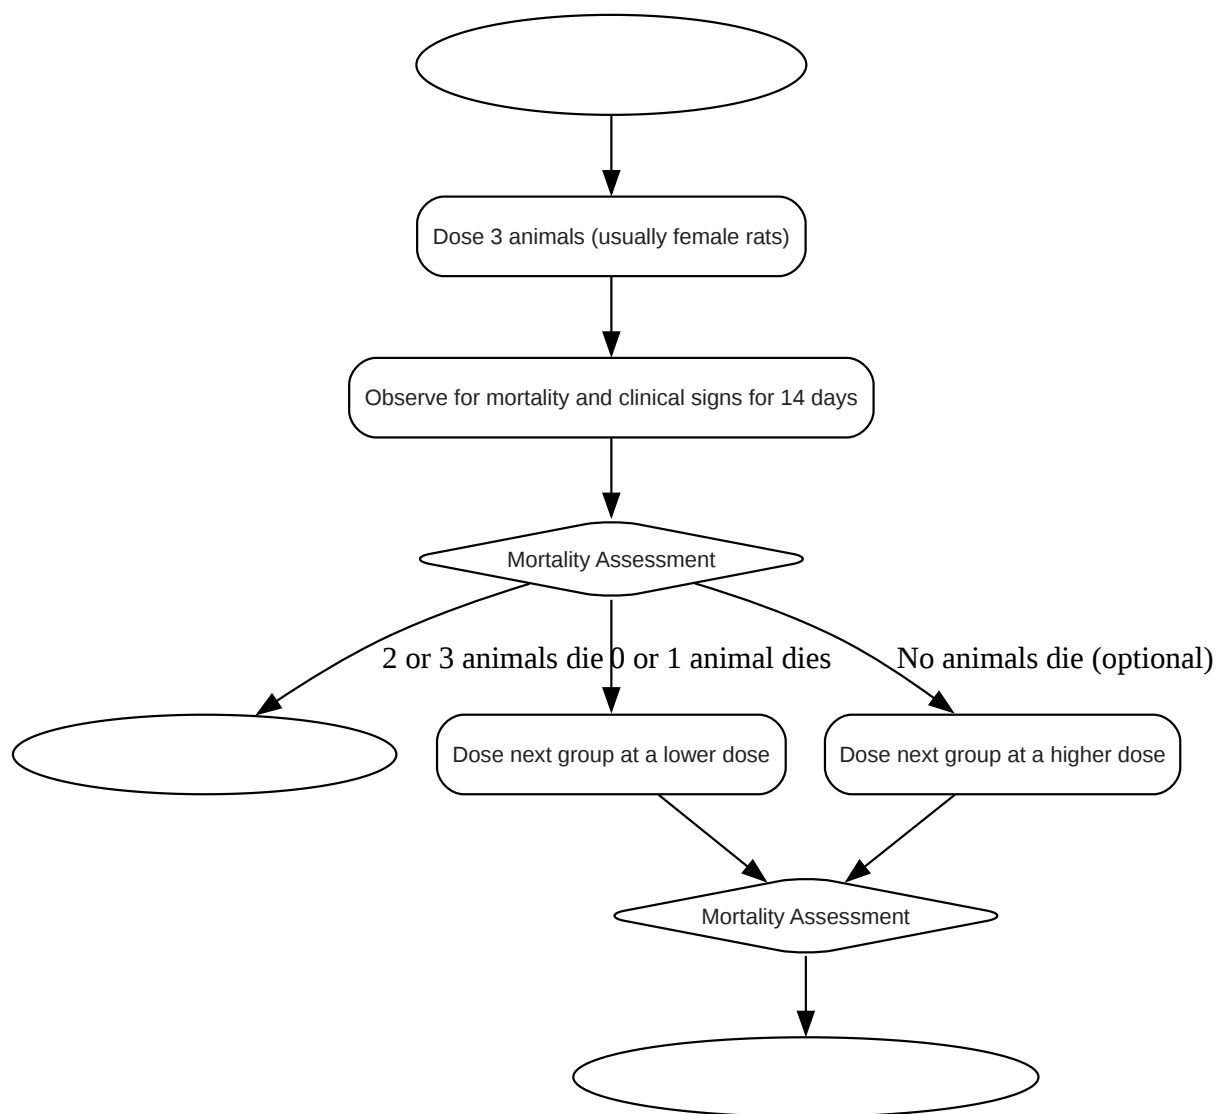 Dose 3 animals (usually female rats)
Observe for mortality and clinical signs for 14 days
Mortality Assessment
2 or 3 animals die
0 or 1 animal dies
No animals die (optional)
Dose next group at a lower dose
Dose next group at a higher dose
Mortality Assessment